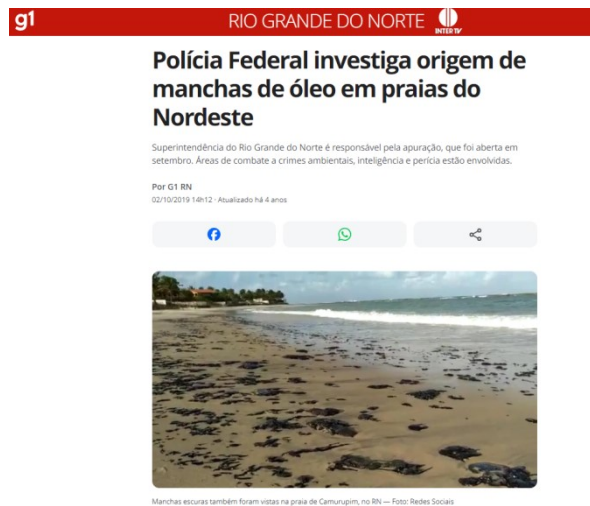 g1
RIO GRANDE DO NORTE
INTER TV
Polícia Federal investiga origem de
manchas de óleo em praias do
Nordeste
Superintendência do Rio Grande do Norte é responsável pela apuração, que foi aberta em
setembro. Áreas de combate a crimes ambientais, inteligência e perícia estão envolvidas.
Por G1 RN
02/10/2019 14h12 · Atualizado há 4 anos
Manchas escuras também foram vistas na praia de Camurupim, no RN — Foto: Redes Sociais